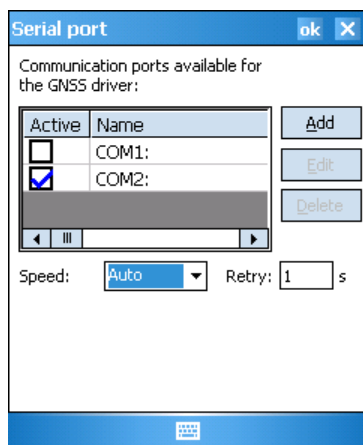 Serial port ok
Communication ports available for
the GNSS driver:
Active Name
COM1:
COM2:
Add
Edit
Delete
Speed: Auto Retry: 1 s